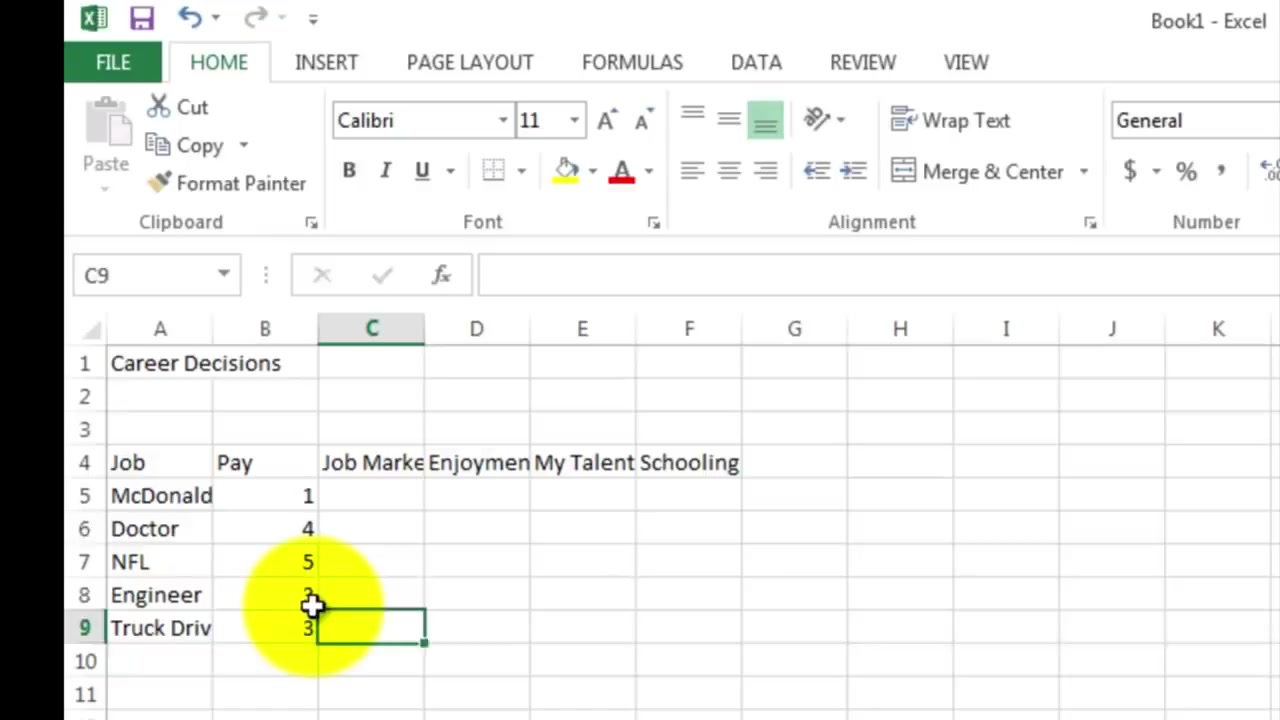 Book1 - Excel
FILE HOME INSERT PAGE LAYOUT FORMULAS DATA REVIEW VIEW
Paste
Cut
Copy
Format Painter
Calibri 11
B I U A
Wrap Text
Merge & Center
General
$ % ,
Clipboard Font Alignment Number
C9 fx
A B C D E F G H I J K
1 Career Decisions
2
3
4 Job Pay Job Marke Enjoymen My Talent Schooling
5 McDonald 1
6 Doctor 4
7 NFL 5
8 Engineer
9 Truck Driv 3
10
11